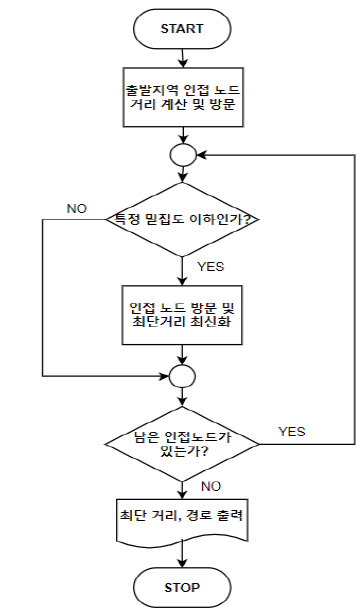 START
출발지역 인접 노드
거리 계산 및 방문
특정 밀집도 이하인가?
NO
YES
인접 노드 방문 및
최단거리 최신화
남은 인접노드가
있는가?
YES
NO
최단 거리, 경로 출력
STOP